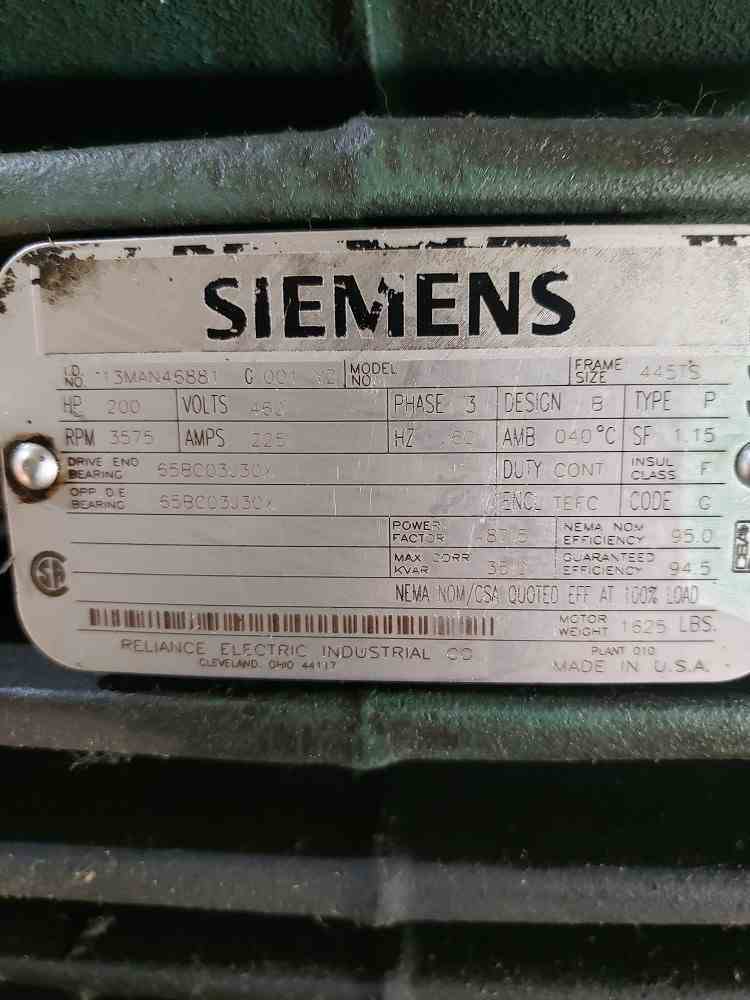 SIEMENS
I.D. NO. MODEL NO. FRAME SIZE 445TS
HP 200 VOLTS 460 PHASE 3 DESIGN B TYPE P
RPM 3575 AMPS 225 HZ 60 AMB 040°C SF 1.15
DRIVE END BEARING 65BC03J30X DUTY CONT INSUL CLASS F
OPP D.E. BEARING 65BC03J30X ENCL TEFC CODE G
POWER FACTOR NEMA NOM EFFICIENCY 95.0
MAX CORR KVAR GUARANTEED EFFICIENCY 94.5
NEMA NOM/CSA QUOTED EFF AT 100% LOAD
MOTOR WEIGHT 1625 LBS.
RELIANCE ELECTRIC INDUSTRIAL CO PLANT 010
CLEVELAND, OHIO 44117 MADE IN U.S.A.